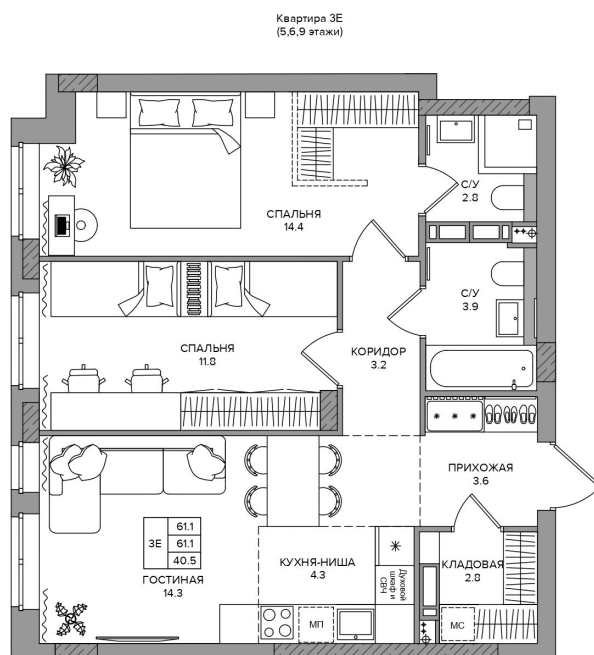 Квартира 3Е
(5,6,9 этажи)
С/У
2.8
СПАЛЬНЯ
14.4
С/У
3.9
СПАЛЬНЯ
11.8
КОРИДОР
3.2
ПРИХОЖАЯ
3.6
3Е
61.1
61.1
40.5
ГОСТИНАЯ
14.3
КУХНЯ-НИША
4.3
Духовой
шкаф и
СВЧ
КЛАДОВАЯ
2.8
МП
МС